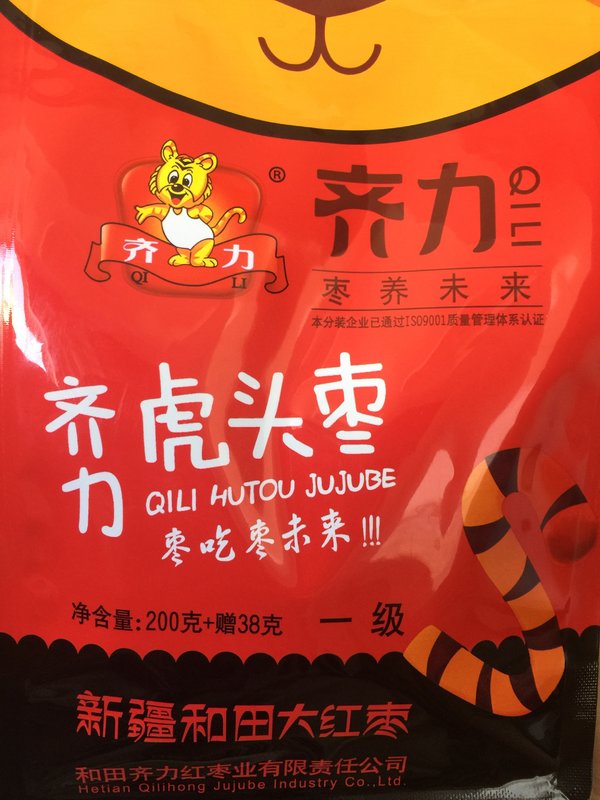 齐力
QI LI
®
齐力
QILI
枣养未来
本分装企业已通过ISO9001质量管理体系认证
齐力
虎头枣
QILI HUTOU JUJUBE
枣吃枣未来!!!
净含量:200克+赠38克 一级
新疆和田大红枣
和田齐力红枣业有限责任公司
Hetian Qilihong Jujube Industry Co.,Ltd.